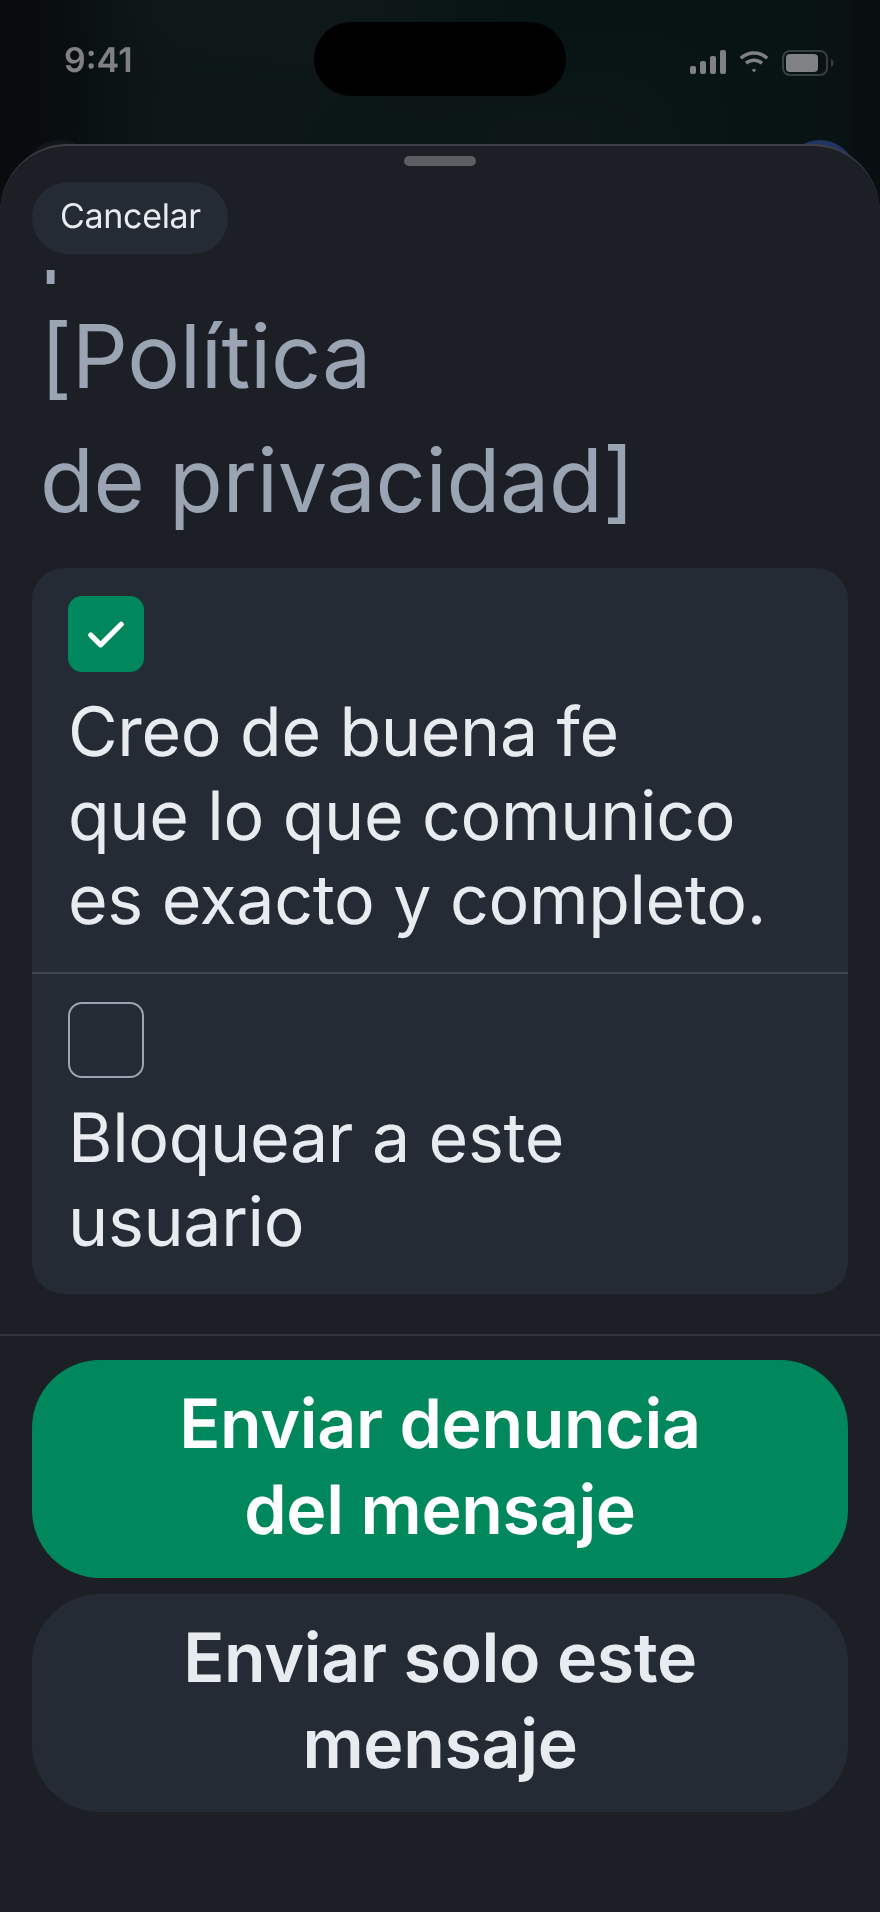 9:41
Cancelar
[Política
de privacidad]
Creo de buena fe
que lo que comunico
es exacto y completo.
Bloquear a este
usuario
Enviar denuncia
del mensaje
Enviar solo este
mensaje